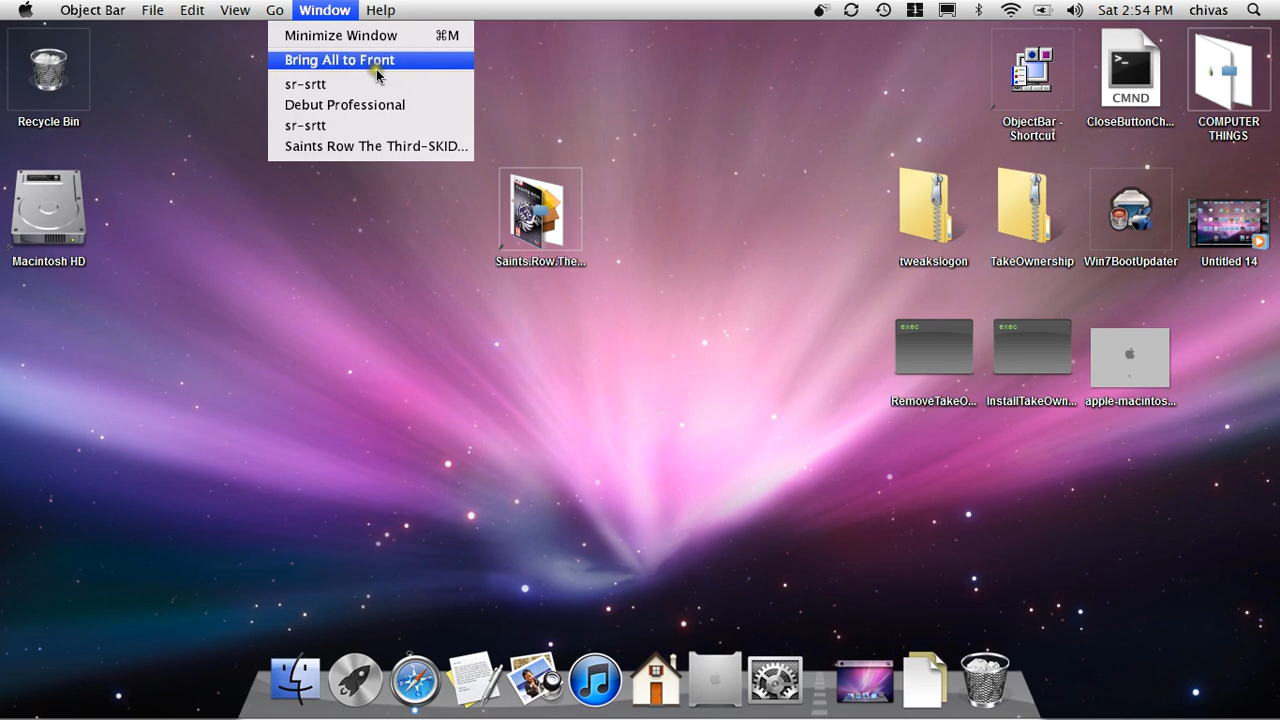 Object Bar File Edit View Go Window Help
Sat 2:54 PM chivas
Minimize Window ⌘M
Bring All to Front
sr-srtt
Debut Professional
sr-srtt
Saints Row The Third-SKID...
Recycle Bin
Macintosh HD
Saints.Row.The...
ObjectBar -
Shortcut
CMND
CloseButtonCh...
COMPUTER
THINGS
tweakslogon
TakeOwnership
Win7BootUpdater
Untitled 14
exec
RemoveTakeO...
exec
InstallTakeOwn...
apple-macintos...